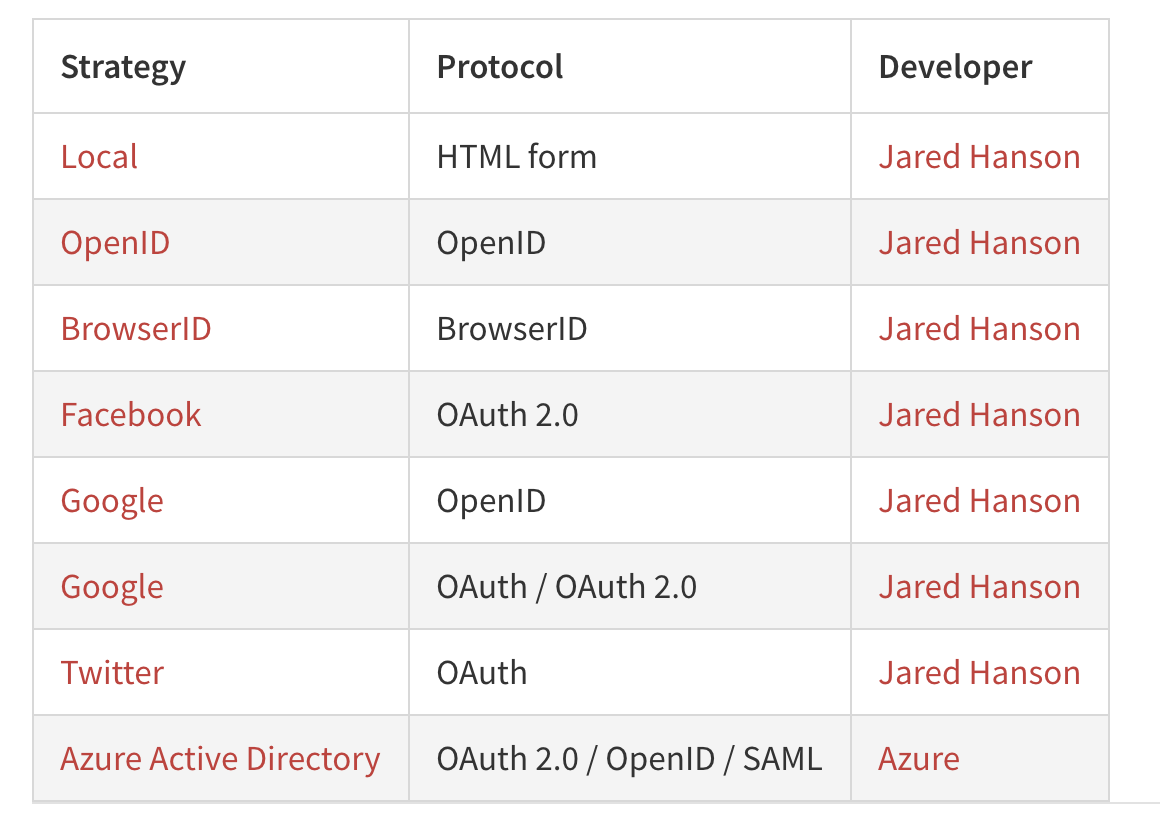 Strategy Protocol Developer
Local HTML form Jared Hanson
OpenID OpenID Jared Hanson
BrowserID BrowserID Jared Hanson
Facebook OAuth 2.0 Jared Hanson
Google OpenID Jared Hanson
Google OAuth / OAuth 2.0 Jared Hanson
Twitter OAuth Jared Hanson
Azure Active Directory OAuth 2.0 / OpenID / SAML Azure